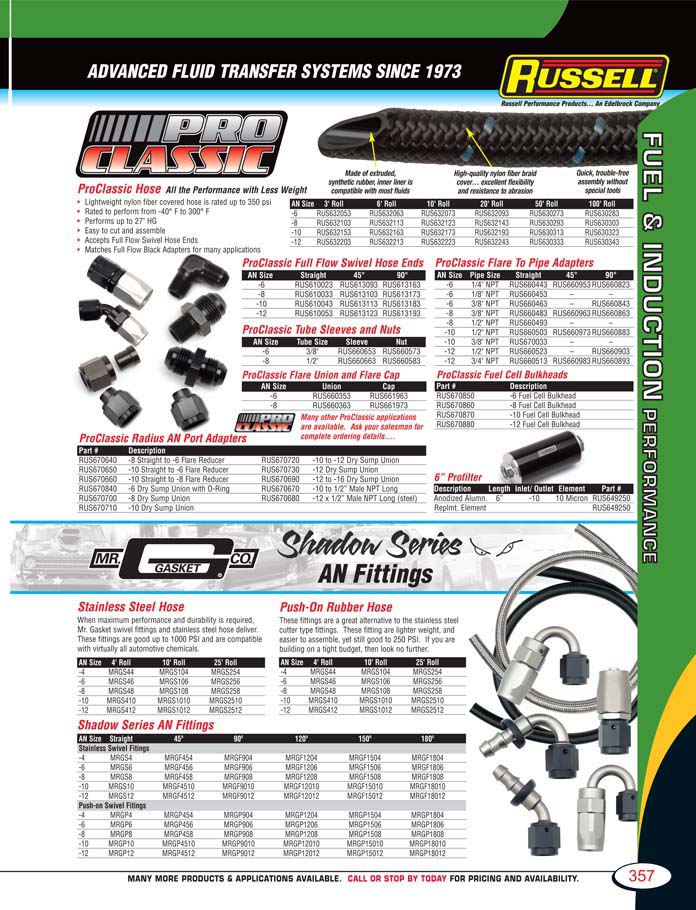 ADVANCED FLUID TRANSFER SYSTEMS SINCE 1973
RUSSELL
Russell Performance Products... An Edelbrock Company
PRO
CLASSIC
Made of extruded,
synthetic rubber, inner liner is
compatible with most fluids
High-quality nylon fiber braid
cover... excellent flexibility
and resistance to abrasion
Quick, trouble-free
assembly without
special tools
ProClassic Hose All the Performance with Less Weight
• Lightweight nylon fiber covered hose is rated up to 350 psi
• Rated to perform from -40° F to 300° F
• Performs up to 27" HG
• Easy to cut and assemble
• Accepts Full Flow Swivel Hose Ends
• Matches Full Flow Black Adapters for many applications
AN Size 3' Roll 6' Roll 10' Roll 20' Roll 50' Roll 100' Roll
-6 RUS632053 RUS632063 RUS632073 RUS632093 RUS630273 RUS630283
-8 RUS632103 RUS632113 RUS632123 RUS632143 RUS630293 RUS630303
-10 RUS632153 RUS632163 RUS632173 RUS632193 RUS630313 RUS630323
-12 RUS632203 RUS632213 RUS632223 RUS632243 RUS630333 RUS630343
ProClassic Full Flow Swivel Hose Ends
AN Size Straight 45° 90°
-6 RUS610023 RUS613093 RUS613163
-8 RUS610033 RUS613103 RUS613173
-10 RUS610043 RUS613113 RUS613183
-12 RUS610053 RUS613123 RUS613193
ProClassic Tube Sleeves and Nuts
AN Size Tube Size Sleeve Nut
-6 3/8" RUS660653 RUS660573
-8 1/2" RUS660663 RUS660583
ProClassic Flare Union and Flare Cap
AN Size Union Cap
-6 RUS660353 RUS661963
-8 RUS660363 RUS661973
PRO CLASSIC
Many other ProClassic applications
are available. Ask your salesman for
complete ordering details....
ProClassic Flare To Pipe Adapters
AN Size Pipe Size Straight 45° 90°
-6 1/4" NPT RUS660443 RUS660953 RUS660823
-6 1/8" NPT RUS660453 – –
-6 3/8" NPT RUS660463 – RUS660843
-8 3/8" NPT RUS660483 RUS660963 RUS660863
-8 1/2" NPT RUS660493 – –
-10 1/2" NPT RUS660503 RUS660973 RUS660883
-10 3/8" NPT RUS670033 – –
-12 1/2" NPT RUS660523 – RUS660903
-12 3/4" NPT RUS660513 RUS660983 RUS660893
ProClassic Fuel Cell Bulkheads
Part # Description
RUS670850 -6 Fuel Cell Bulkhead
RUS670860 -8 Fuel Cell Bulkhead
RUS670870 -10 Fuel Cell Bulkhead
RUS670880 -12 Fuel Cell Bulkhead
ProClassic Radius AN Port Adapters
Part # Description
RUS670640 -8 Straight to -6 Flare Reducer RUS670720 -10 to -12 Dry Sump Union
RUS670650 -10 Straight to -6 Flare Reducer RUS670730 -12 Dry Sump Union
RUS670660 -10 Straight to -8 Flare Reducer RUS670690 -12 to -16 Dry Sump Union
RUS670840 -6 Dry Sump Union with O-Ring RUS670670 -10 to 1/2" Male NPT Long
RUS670700 -8 Dry Sump Union RUS670680 -12 x 1/2" Male NPT Long (steel)
RUS670710 -10 Dry Sump Union
6" Profilter
Description Length Inlet/ Outlet Element Part #
Anodized Alumn. 6" -10 10 Micron RUS649250
Replmt. Element RUS649250
FUEL & INDUCTION PERFORMANCE
MR. GASKET CO.
Shadow Series
AN Fittings
Stainless Steel Hose
When maximum performance and durability is required,
Mr. Gasket swivel fittings and stainless steel hose deliver.
These fittings are good up to 1000 PSI and are compatible
with virtually all automotive chemicals.
AN Size 4' Roll 10' Roll 25' Roll
-4 MRGS44 MRGS104 MRGS254
-6 MRGS46 MRGS106 MRGS256
-8 MRGS48 MRGS108 MRGS258
-10 MRGS410 MRGS1010 MRGS2510
-12 MRGS412 MRGS1012 MRGS2512
Push-On Rubber Hose
These fittings are a great alternative to the stainless steel
cutter type fittings. These fitting are lighter weight, and
easier to assemble, yet still good to 250 PSI. If you are
building on a tight budget, then look no further.
AN Size 4' Roll 10' Roll 25' Roll
-4 MRGS44 MRGS104 MRGS254
-6 MRGS46 MRGS106 MRGS256
-8 MRGS48 MRGS108 MRGS258
-10 MRGS410 MRGS1010 MRGS2510
-12 MRGS412 MRGS1012 MRGS2512
Shadow Series AN Fittings
AN Size Straight 45° 90° 120° 150° 180°
Stainless Swivel Fitings
-4 MRGS4 MRGF454 MRGF904 MRGF1204 MRGF1504 MRGF1804
-6 MRGS6 MRGF456 MRGF906 MRGF1206 MRGF1506 MRGF1806
-8 MRGS8 MRGF458 MRGF908 MRGF1208 MRGF1508 MRGF1808
-10 MRGS10 MRGF4510 MRGF9010 MRGF12010 MRGF15010 MRGF18010
-12 MRGS12 MRGF4512 MRGF9012 MRGF12012 MRGF15012 MRGF18012
Push-on Swivel Fitings
-4 MRGP4 MRGP454 MRGP904 MRGP1204 MRGP1504 MRGP1804
-6 MRGP6 MRGP456 MRGP906 MRGP1206 MRGP1506 MRGP1806
-8 MRGP8 MRGP458 MRGP908 MRGP1208 MRGP1508 MRGP1808
-10 MRGP10 MRGP4510 MRGP9010 MRGP12010 MRGP15010 MRGP18010
-12 MRGP12 MRGP4512 MRGP9012 MRGP12012 MRGP15012 MRGP18012
MANY MORE PRODUCTS & APPLICATIONS AVAILABLE. CALL OR STOP BY TODAY FOR PRICING AND AVAILABILITY.
357